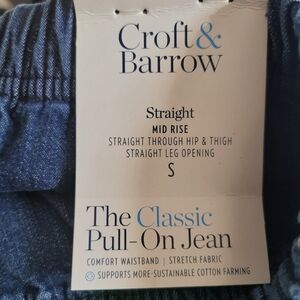 Croft &
Barrow
Straight
MID RISE
STRAIGHT THROUGH HIP & THIGH
STRAIGHT LEG OPENING
S
The Classic
Pull-On Jean
COMFORT WAISTBAND | STRETCH FABRIC
SUPPORTS MORE-SUSTAINABLE COTTON FARMING